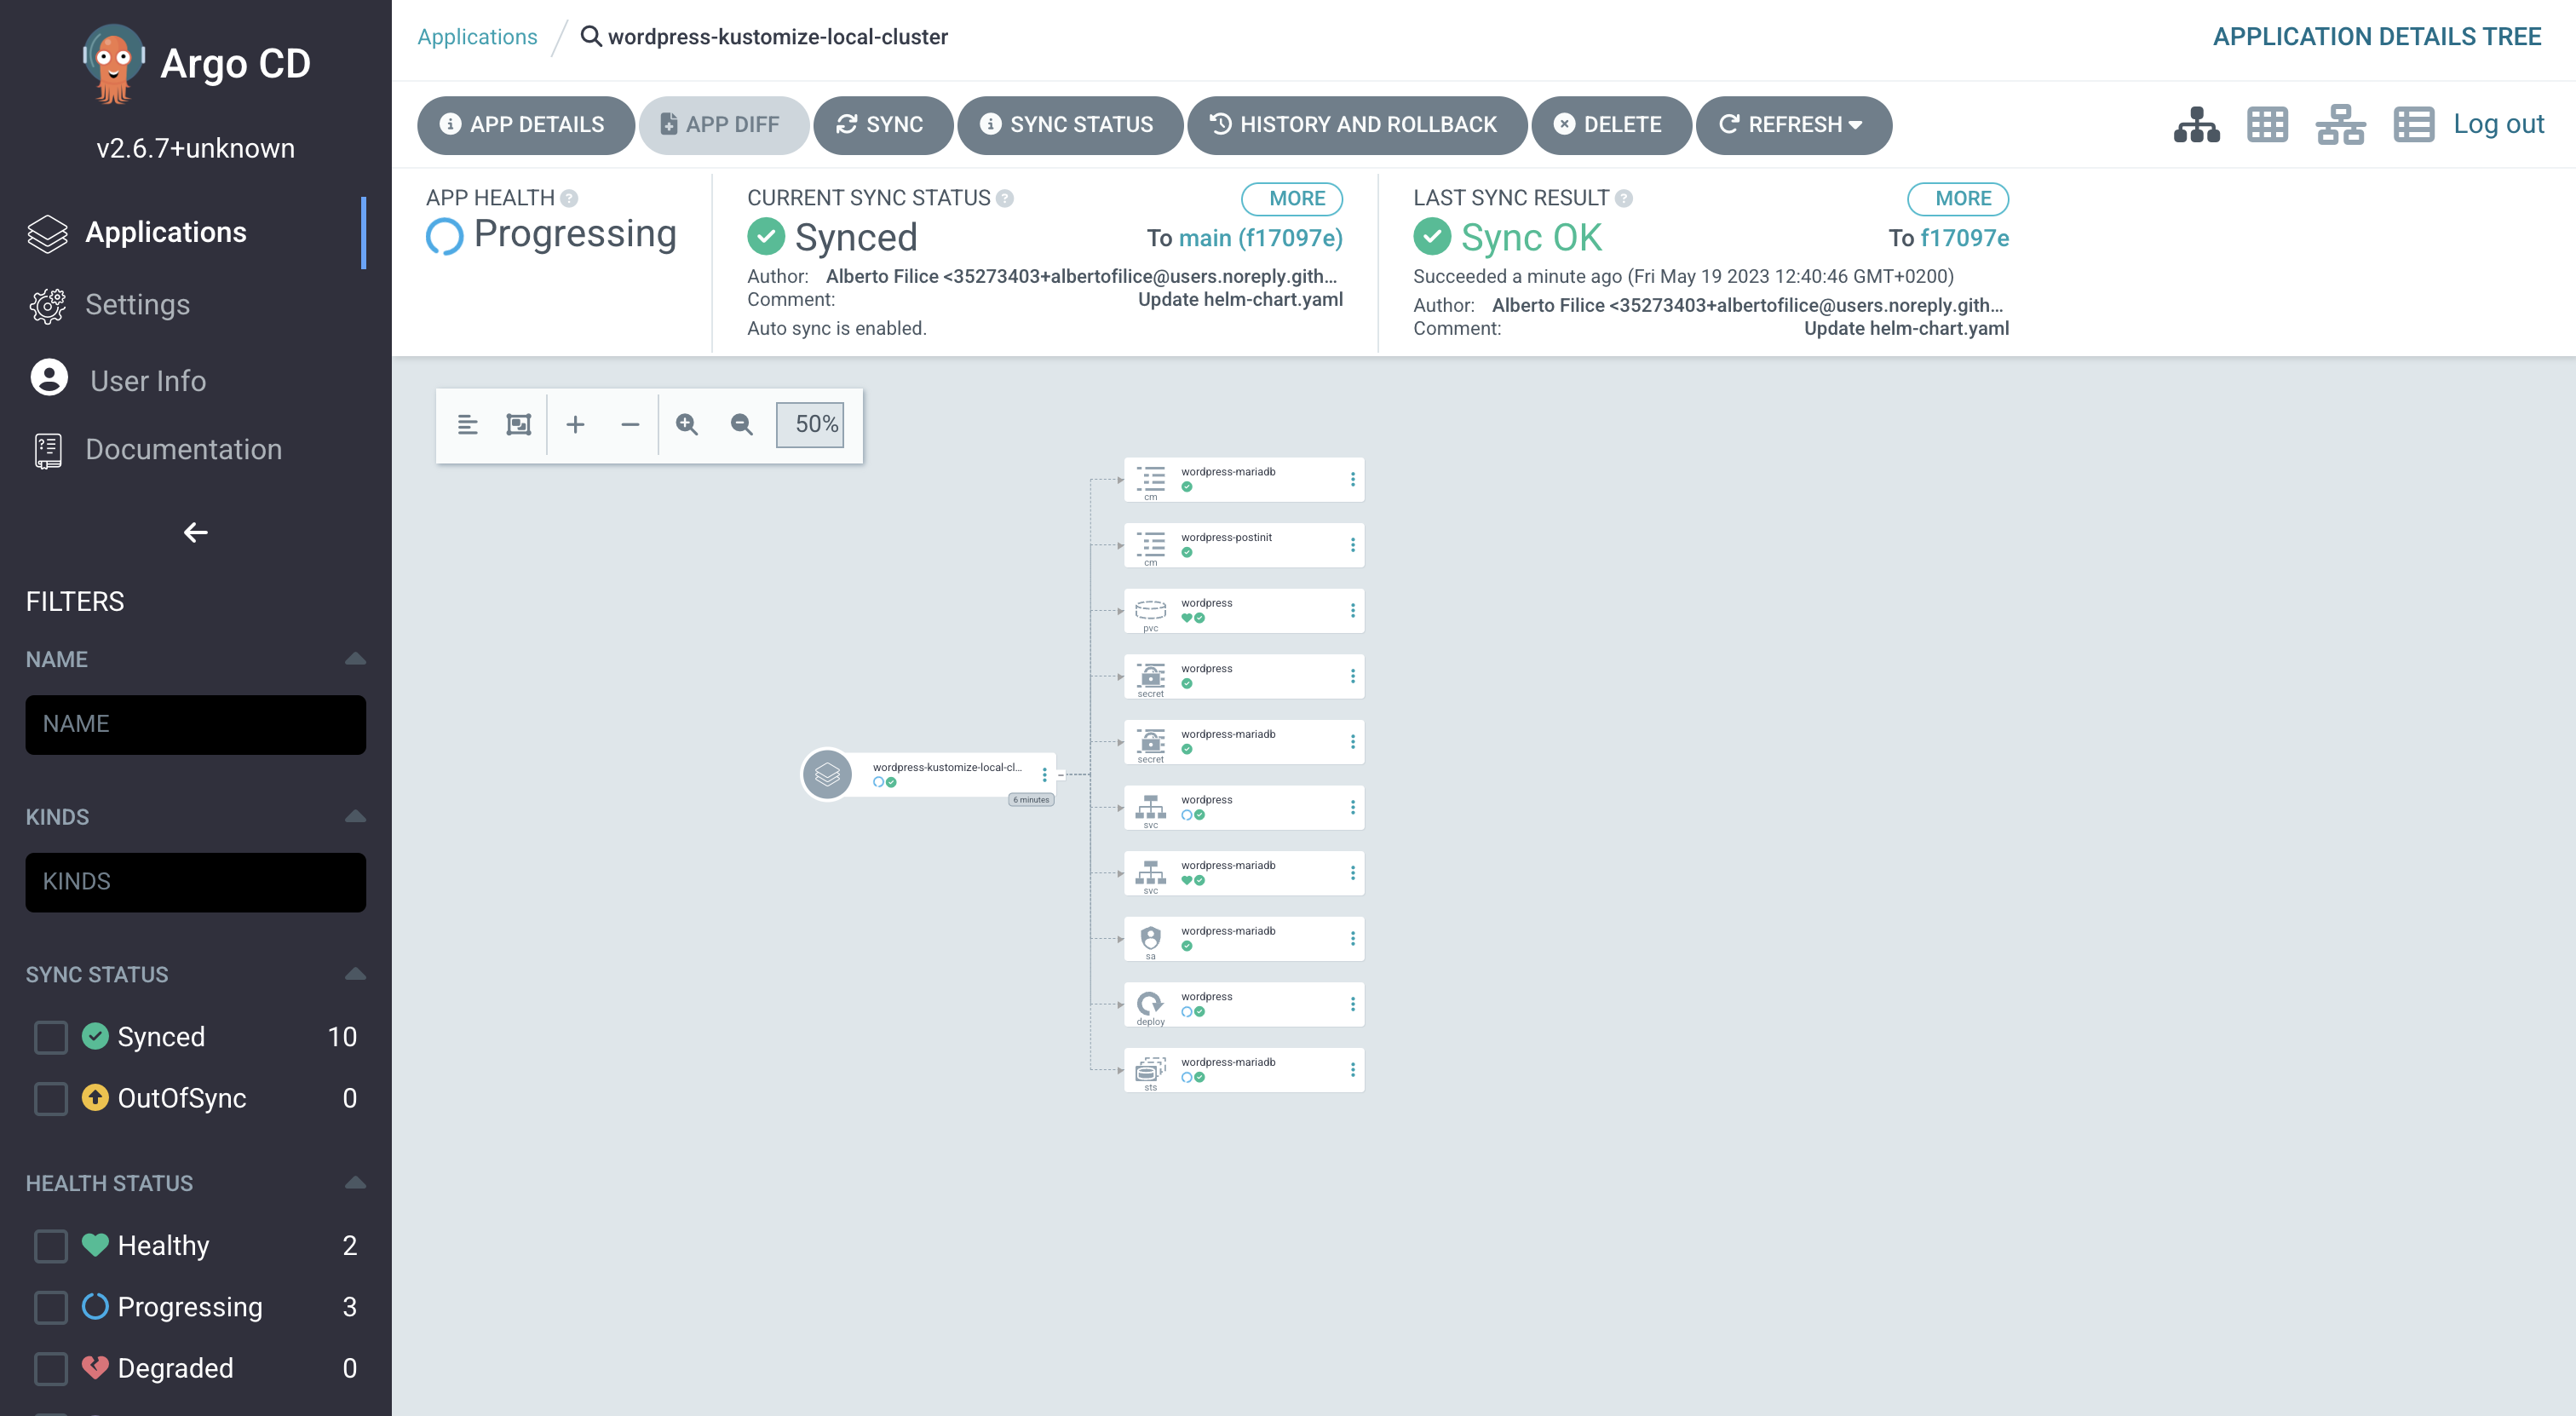 Argo CD
v2.6.7+unknown
Applications
Settings
User Info
Documentation
FILTERS
NAME
NAME
KINDS
KINDS
SYNC STATUS
Synced 10
OutOfSync 0
HEALTH STATUS
Healthy 2
Progressing 3
Degraded 0
Applications / wordpress-kustomize-local-cluster
APPLICATION DETAILS TREE
APP DETAILS APP DIFF SYNC SYNC STATUS HISTORY AND ROLLBACK DELETE REFRESH
Log out
APP HEALTH
Progressing
CURRENT SYNC STATUS MORE
Synced To main (f17097e)
Author: Alberto Filice <35273403+albertofilice@users.noreply.gith...
Comment: Update helm-chart.yaml
Auto sync is enabled.
LAST SYNC RESULT MORE
Sync OK To f17097e
Succeeded a minute ago (Fri May 19 2023 12:40:46 GMT+0200)
Author: Alberto Filice <35273403+albertofilice@users.noreply.gith...
Comment: Update helm-chart.yaml
50%
wordpress-kustomize-local-cl...
6 minutes
wordpress-mariadb
cm
wordpress-postinit
cm
wordpress
pvc
wordpress
secret
wordpress-mariadb
secret
wordpress
svc
wordpress-mariadb
svc
wordpress-mariadb
sa
wordpress
deploy
wordpress-mariadb
sts